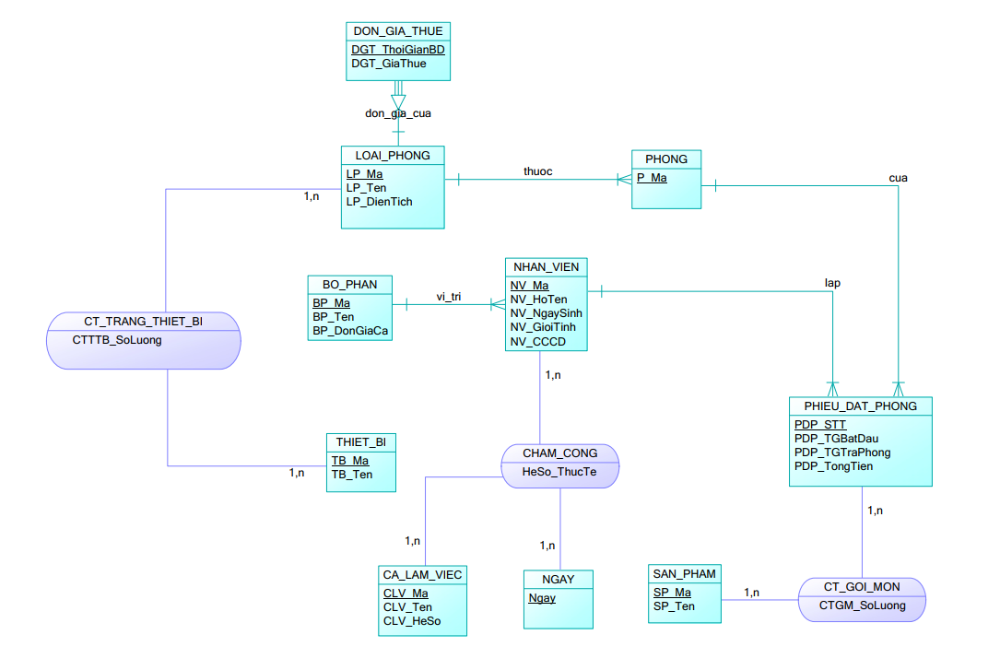 DON_GIA_THUE
DGT_ThoiGianBD
DGT_GiaThue
don_gia_cua
LOAI_PHONG
LP_Ma
LP_Ten
LP_DienTich
1,n
thuoc
PHONG
P_Ma
cua
BO_PHAN
BP_Ma
BP_Ten
BP_DonGiaCa
vi_tri
NHAN_VIEN
NV_Ma
NV_HoTen
NV_NgaySinh
NV_GioiTinh
NV_CCCD
lap
CT_TRANG_THIET_BI
CTTTB_SoLuong
1,n
PHIEU_DAT_PHONG
PDP_STT
PDP_TGBatDau
PDP_TGTraPhong
PDP_TongTien
THIET_BI
TB_Ma
TB_Ten
1,n
CHAM_CONG
HeSo_ThucTe
1,n
1,n
1,n
CA_LAM_VIEC
CLV_Ma
CLV_Ten
CLV_HeSo
NGAY
Ngay
SAN_PHAM
SP_Ma
SP_Ten
1,n
CT_GOI_MON
CTGM_SoLuong